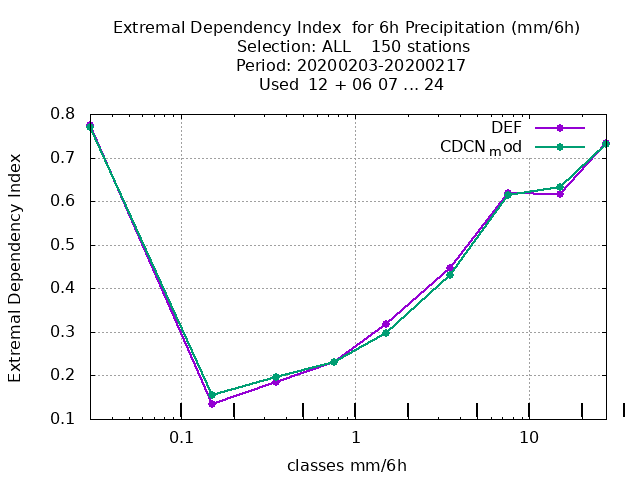 Extremal Dependency Index for 6h Precipitation (mm/6h)
Selection: ALL 150 stations
Period: 20200203-20200217
Used 12 + 06 07 ... 24
DEF
CDCN_mod
Extremal Dependency Index
0.8
0.7
0.6
0.5
0.4
0.3
0.2
0.1
0.1 1 10
classes mm/6h